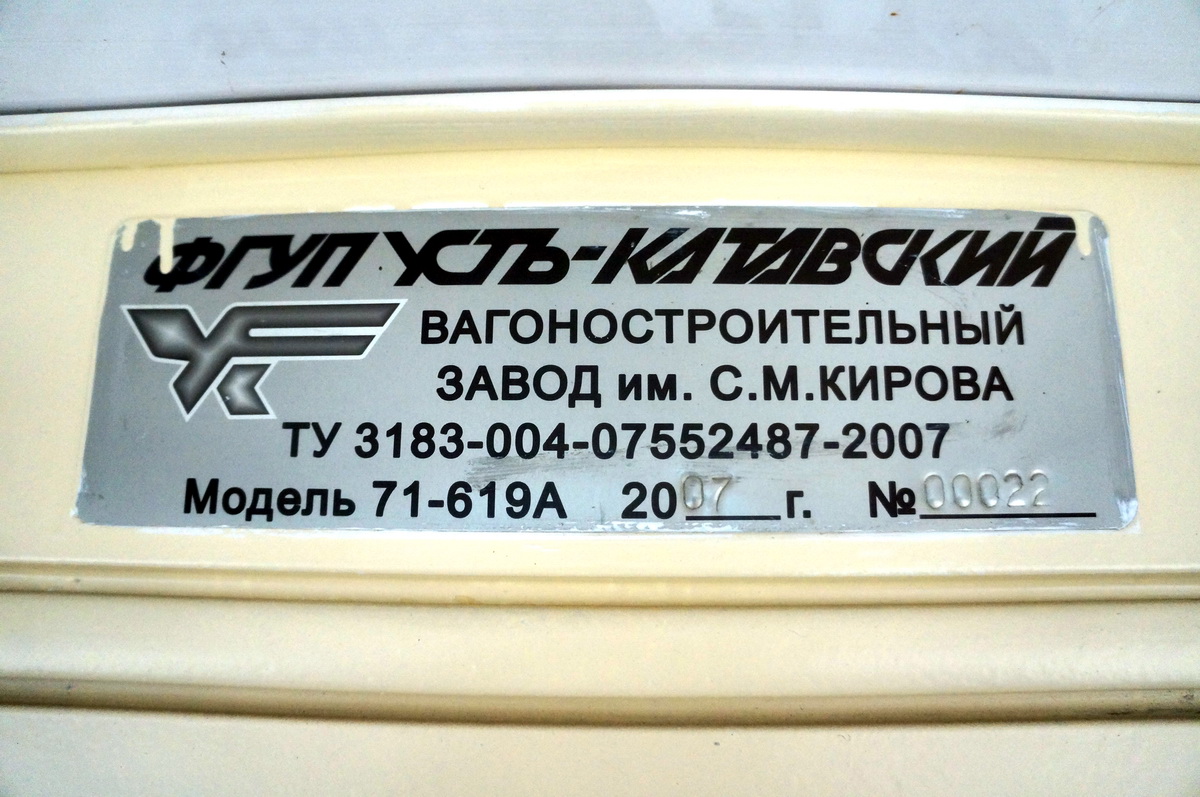 ФГУП УСТЬ-КАТАВСКИЙ
ВАГОНОСТРОИТЕЛЬНЫЙ
ЗАВОД им. С.М.КИРОВА
ТУ 3183-004-07552487-2007
Модель 71-619А 2007 г. №00022